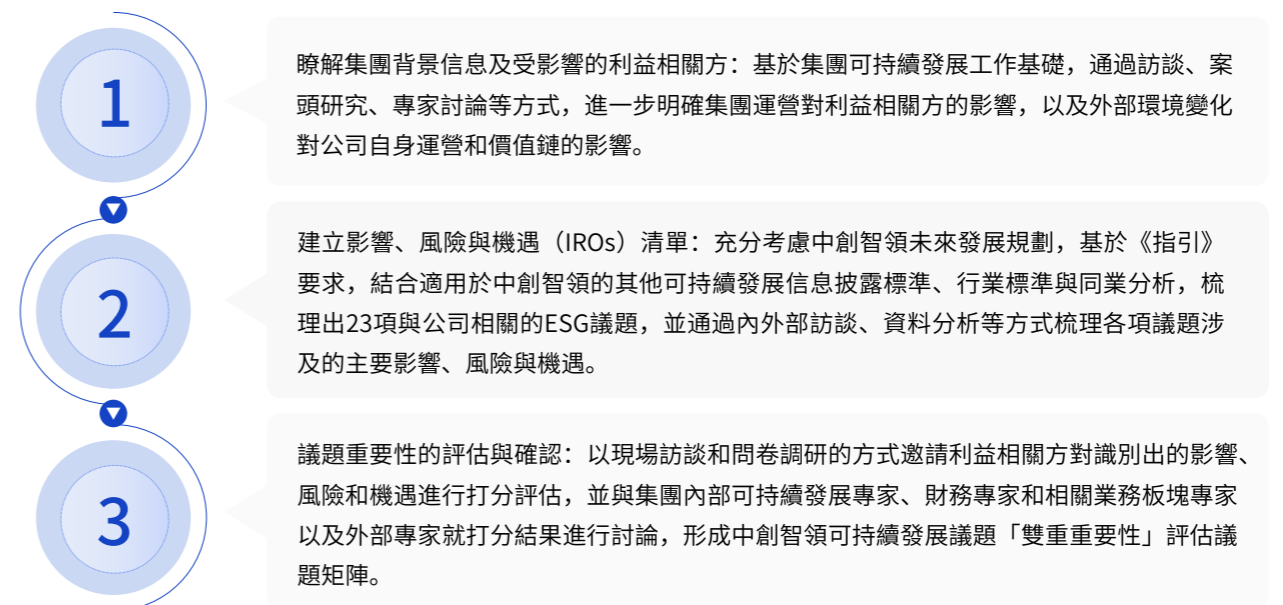 1
瞭解集團背景信息及受影響的利益相關方：基於集團可持續發展工作基礎，通過訪談、案
頭研究、專家討論等方式，進一步明確集團運營對利益相關方的影響，以及外部環境變化
對公司自身運營和價值鏈的影響。
2
建立影響、風險與機遇（IROs）清單：充分考慮中創智領未來發展規劃，基於《指引》
要求，結合適用於中創智領的其他可持續發展信息披露標準、行業標準與同業分析，梳
理出23項與公司相關的ESG議題，並通過內外部訪談、資料分析等方式梳理各項議題涉
及的主要影響、風險與機遇。
3
議題重要性的評估與確認：以現場訪談和問卷調研的方式邀請利益相關方對識別出的影響、
風險和機遇進行打分評估，並與集團內部可持續發展專家、財務專家和相關業務板塊專家
以及外部專家就打分結果進行討論，形成中創智領可持續發展議題「雙重重要性」評估議
題矩陣。